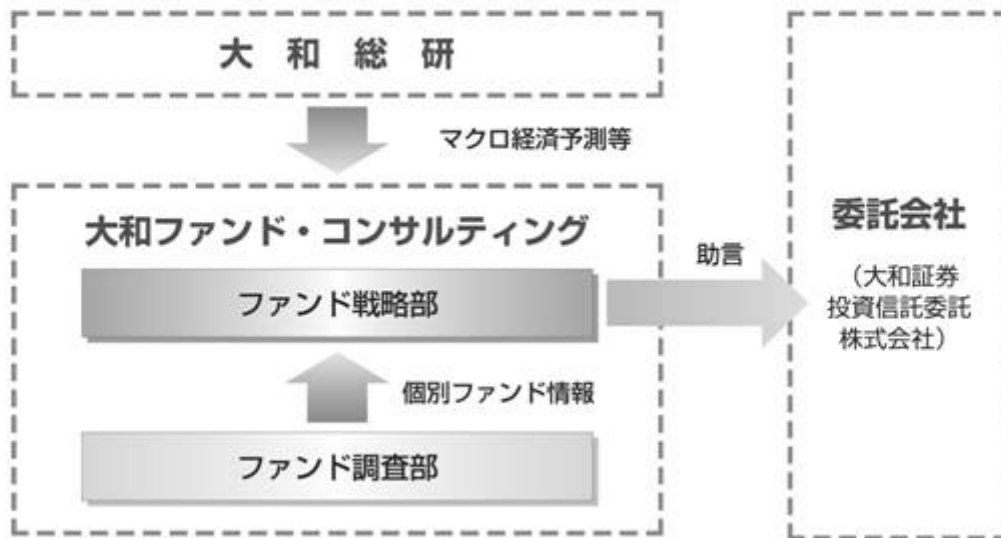 大和総研
マクロ経済予測等
大和ファンド・コンサルティング
ファンド戦略部
個別ファンド情報
ファンド調査部
助言
委託会社
（大和証券
投資信託委託
株式会社）